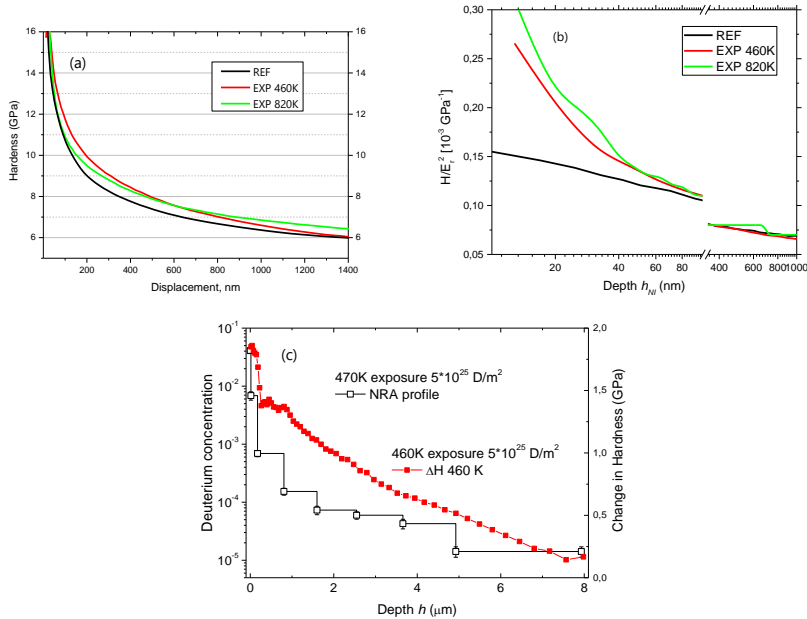 (a)
REF
EXP 460K
EXP 820K
Hardenss (GPa)
16
14
12
10
8
6
16
14
12
10
8
6
200 400 600 800 1000 1200 1400
Displacement, nm
(b)
REF
EXP 460K
EXP 820K
H/E_r^2 [10^-3 GPa^-1]
0,30
0,25
0,20
0,15
0,10
0,05
20 40 60 80 400 600 800 1000
Depth h_NI (nm)
(c)
470K exposure 5*10^25 D/m^2
NRA profile
460K exposure 5*10^25 D/m^2
ΔH 460 K
Deuterium concentration
10^-1
10^-2
10^-3
10^-4
10^-5
2,0
1,5
1,0
0,5
0,0
Change in Hardness (GPa)
0 2 4 6 8
Depth h (μm)